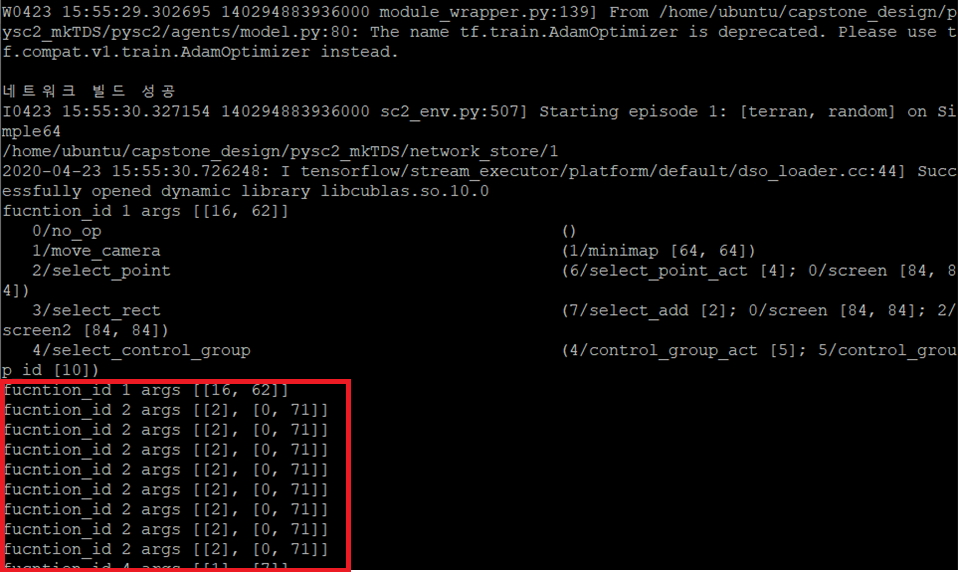 W0423 15:55:29.302695 140294883936000 module_wrapper.py:139] From /home/ubuntu/capstone_design/p
ysc2_mkTDS/pysc2/agents/model.py:80: The name tf.train.AdamOptimizer is deprecated. Please use t
f.compat.v1.train.AdamOptimizer instead.
네트워크 빌드 성공
I0423 15:55:30.327154 140294883936000 sc2_env.py:507] Starting episode 1: [terran, random] on Si
mple64
/home/ubuntu/capstone_design/pysc2_mkTDS/network_store/1
2020-04-23 15:55:30.726248: I tensorflow/stream_executor/platform/default/dso_loader.cc:44] Succ
essfully opened dynamic library libcublas.so.10.0
fucntion_id 1 args [[16, 62]]
0/no_op ()
1/move_camera (1/minimap [64, 64])
2/select_point (6/select_point_act [4]; 0/screen [84, 8
4])
3/select_rect (7/select_add [2]; 0/screen [84, 84]; 2/
screen2 [84, 84])
4/select_control_group (4/control_group_act [5]; 5/control_grou
p_id [10])
fucntion_id 1 args [[16, 62]]
fucntion_id 2 args [[2], [0, 71]]
fucntion_id 2 args [[2], [0, 71]]
fucntion_id 2 args [[2], [0, 71]]
fucntion_id 2 args [[2], [0, 71]]
fucntion_id 2 args [[2], [0, 71]]
fucntion_id 2 args [[2], [0, 71]]
fucntion_id 2 args [[2], [0, 71]]
fucntion_id 2 args [[2], [0, 71]]
fucntion_id 4 args [[1], [7]]